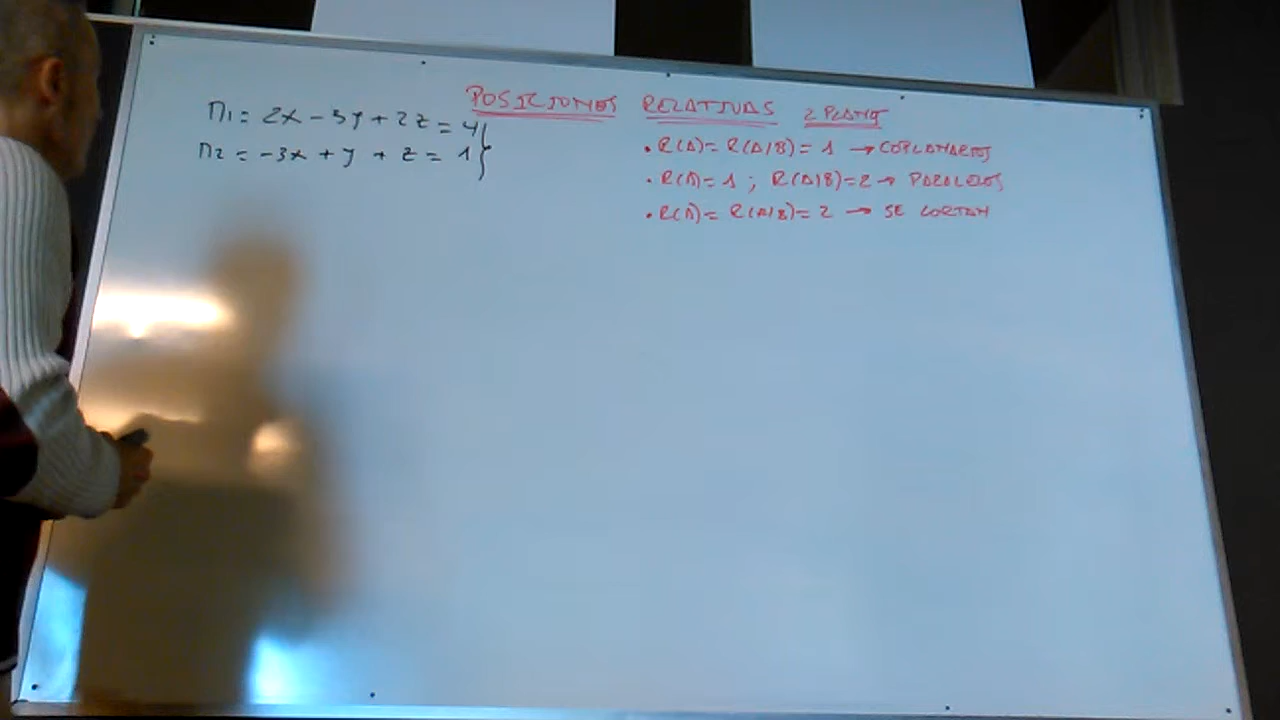 POSICIONES RELATIVAS 2 PLANOS
π1 = 2x - 3y + 2z = 4 }
π2 = -3x + y + z = 1
• R(A) = R(A/B) = 1 → COPLANARIOS
• R(A) = 1 ; R(A/B) = 2 → PARALELOS
• R(A) = R(A/B) = 2 → SE CORTAN